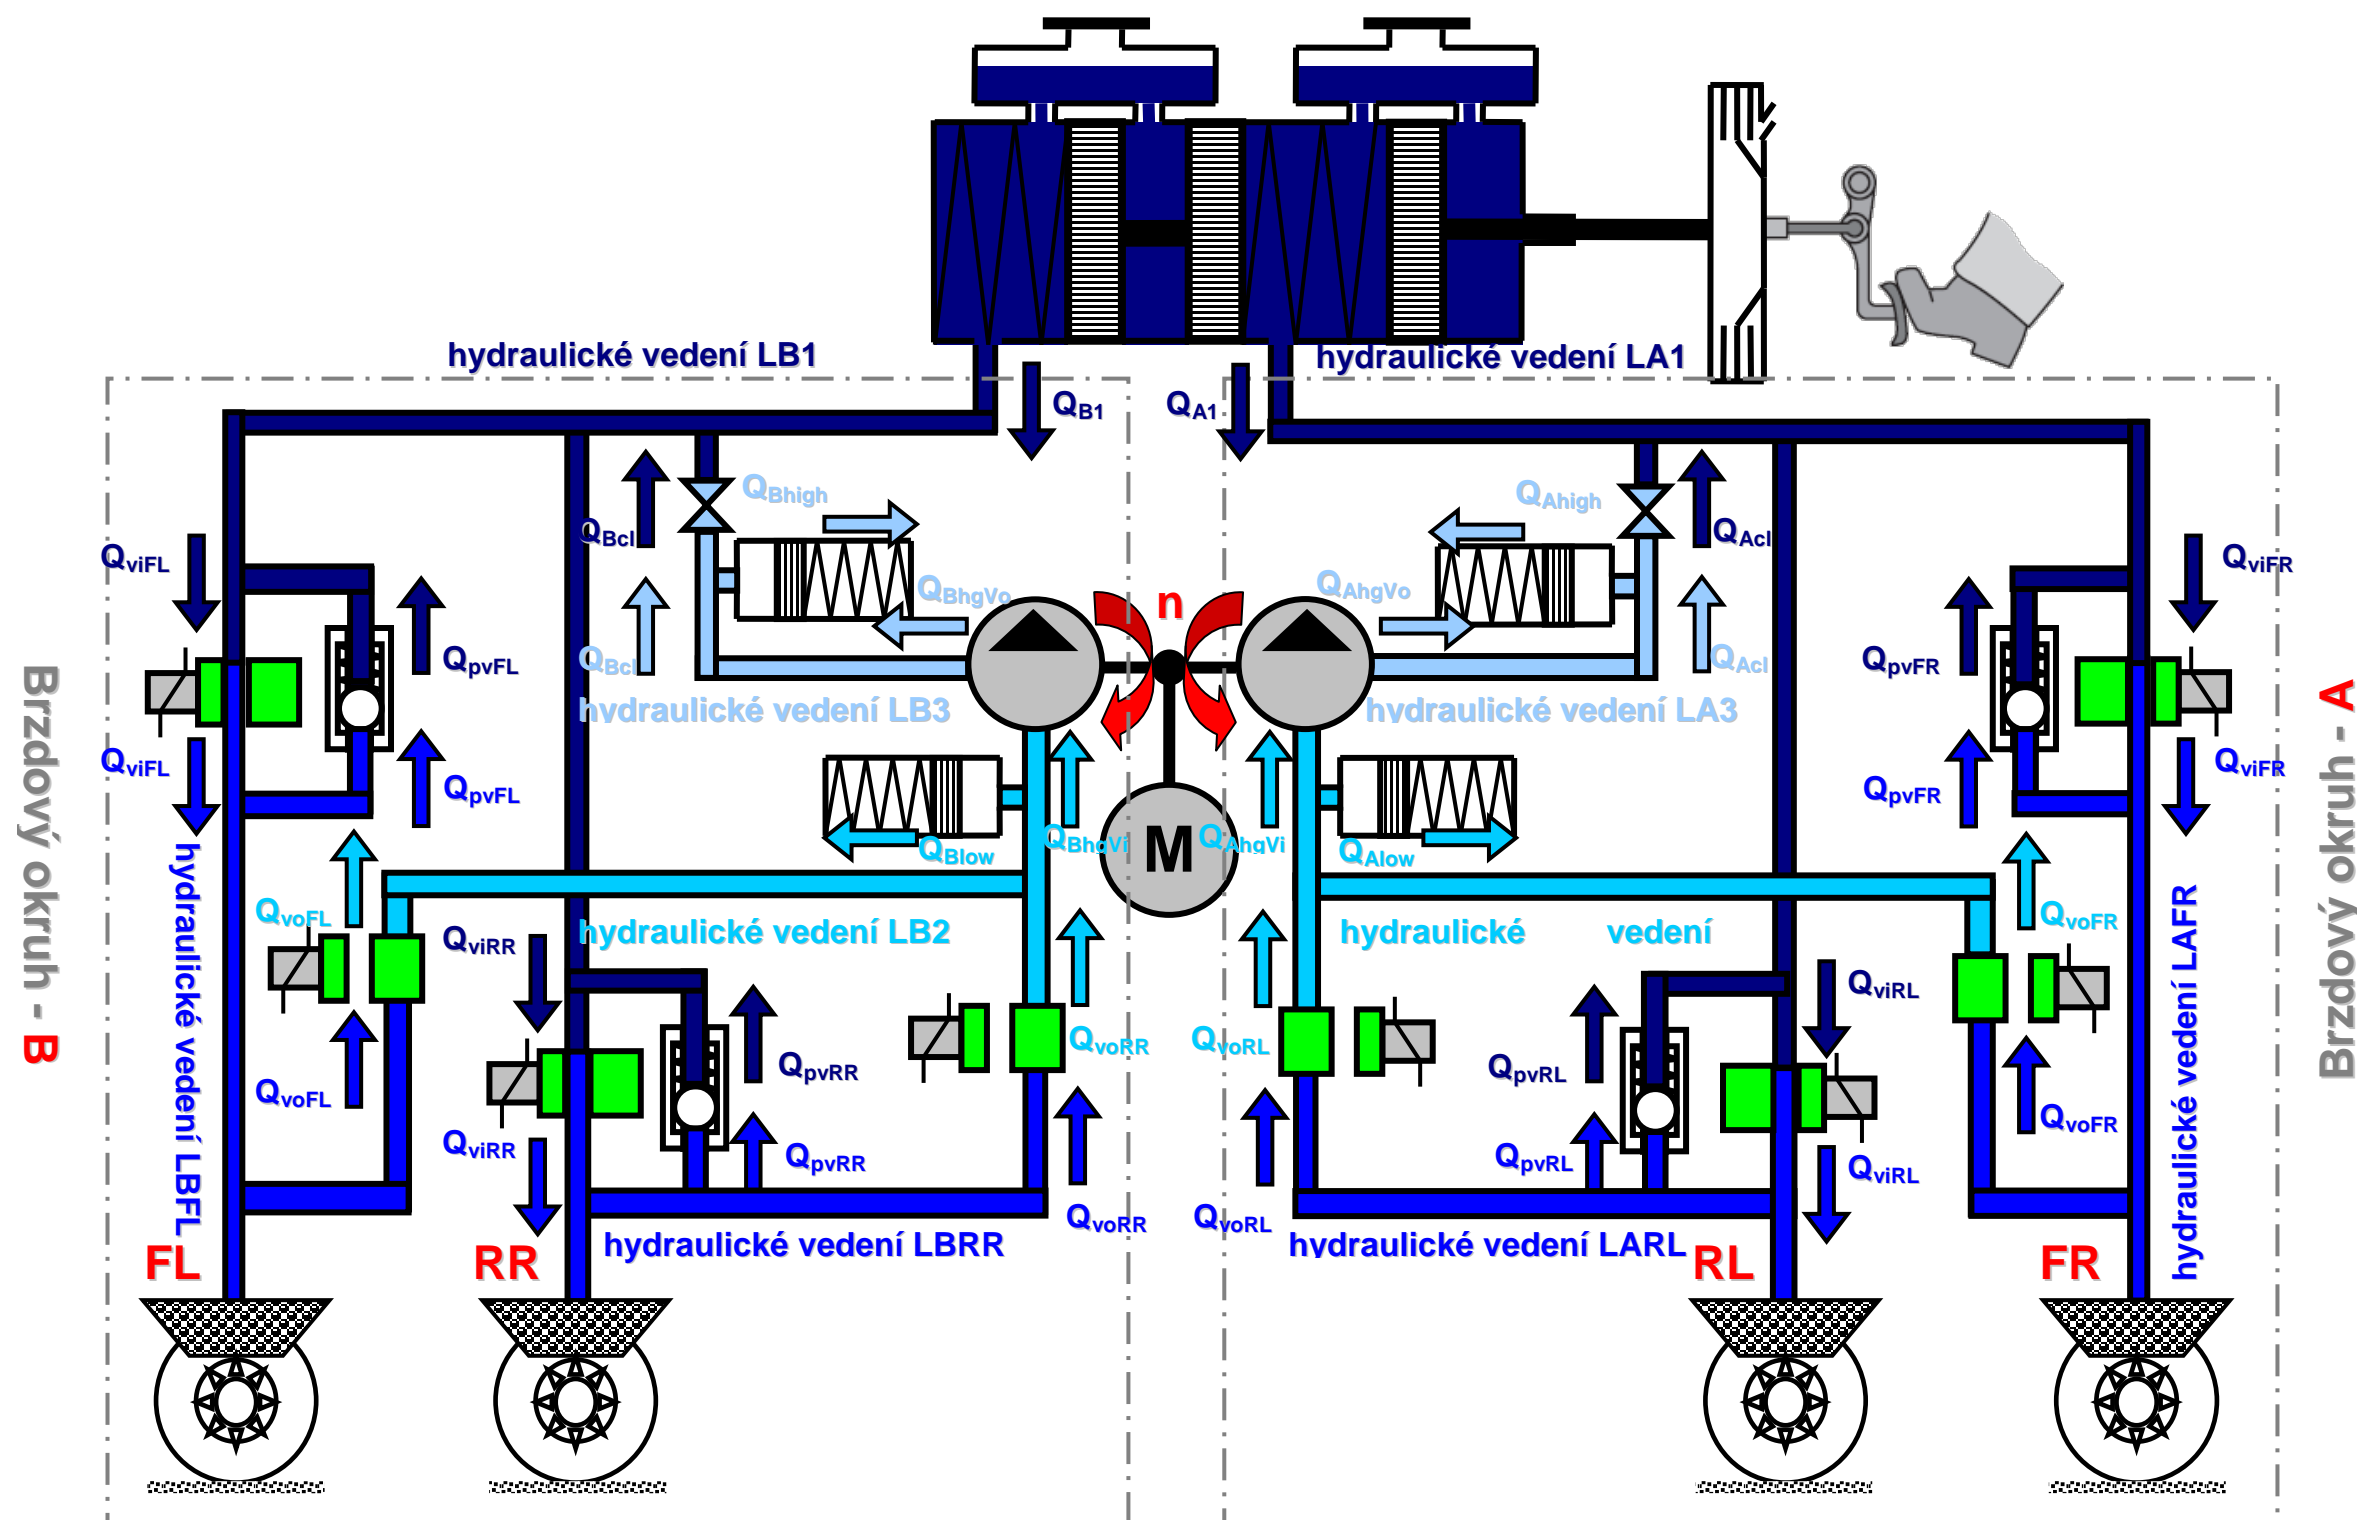 hydraulické vedení LB1
hydraulické vedení LA1
QB1
QA1
QBhigh
QAhigh
QBcl
QAcl
QviFL
QviFR
QBhgVo
QAhgVo
n
QpvFL
QBcl
QAcl
QpvFR
hydraulické vedení LB3
hydraulické vedení LA3
QviFL
QviFR
QpvFL
QpvFR
QBlow
QBhgVi
M
QAhgVi
QAlow
Brzdový okruh - B
Brzdový okruh - A
hydraulické vedení LBFL
hydraulické vedení LAFR
QvoFL
QvoFR
QviRR
hydraulické vedení LB2
hydraulické vedení
QviRL
QvoRR
QvoRL
QpvRR
QpvRL
QvoFL
QvoFR
QviRR
QpvRR
QpvRL
QviRL
QvoRR
QvoRL
hydraulické vedení LBRR
hydraulické vedení LARL
FL
RR
RL
FR